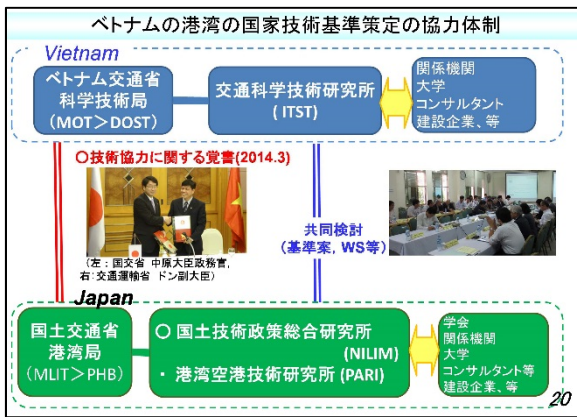 ベトナムの港湾の国家技術基準策定の協力体制
Vietnam
ベトナム交通省
科学技術局
(MOT>DOST)
交通科学技術研究所
( ITST)
関係機関
大学
コンサルタント
建設企業、等
〇技術協力に関する覚書(2014.3)
(左：国交省 中原大臣政務官,
右:交通運輸省 ドン副大臣)
共同検討
(基準案, WS等)
Japan
国土交通省
港湾局
(MLIT>PHB)
〇 国土技術政策総合研究所
(NILIM)
・ 港湾空港技術研究所 (PARI)
学会
関係機関
大学
コンサルタント等
建設企業、等
20